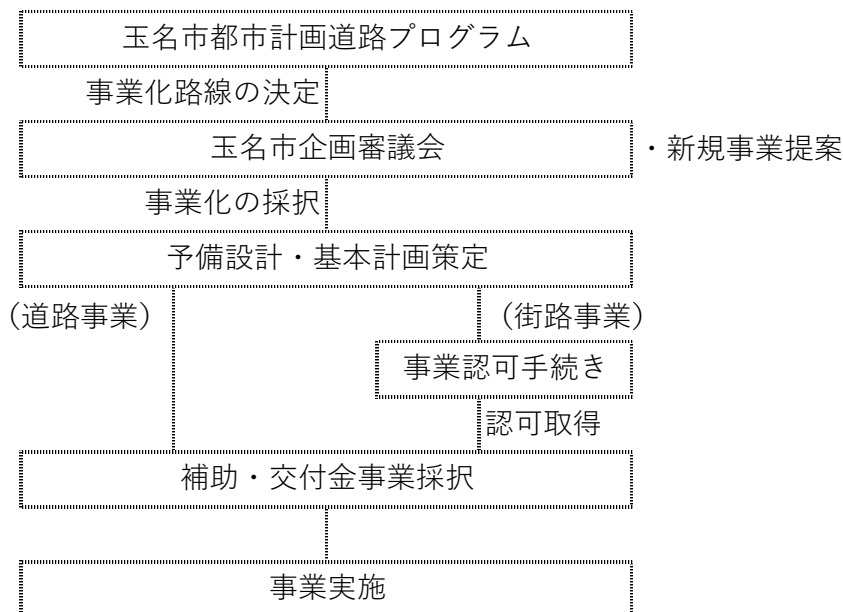 玉名市都市計画道路プログラム
事業化路線の決定
玉名市企画審議会
・新規事業提案
事業化の採択
予備設計・基本計画策定
(道路事業)
(街路事業)
事業認可手続き
認可取得
補助・交付金事業採択
事業実施